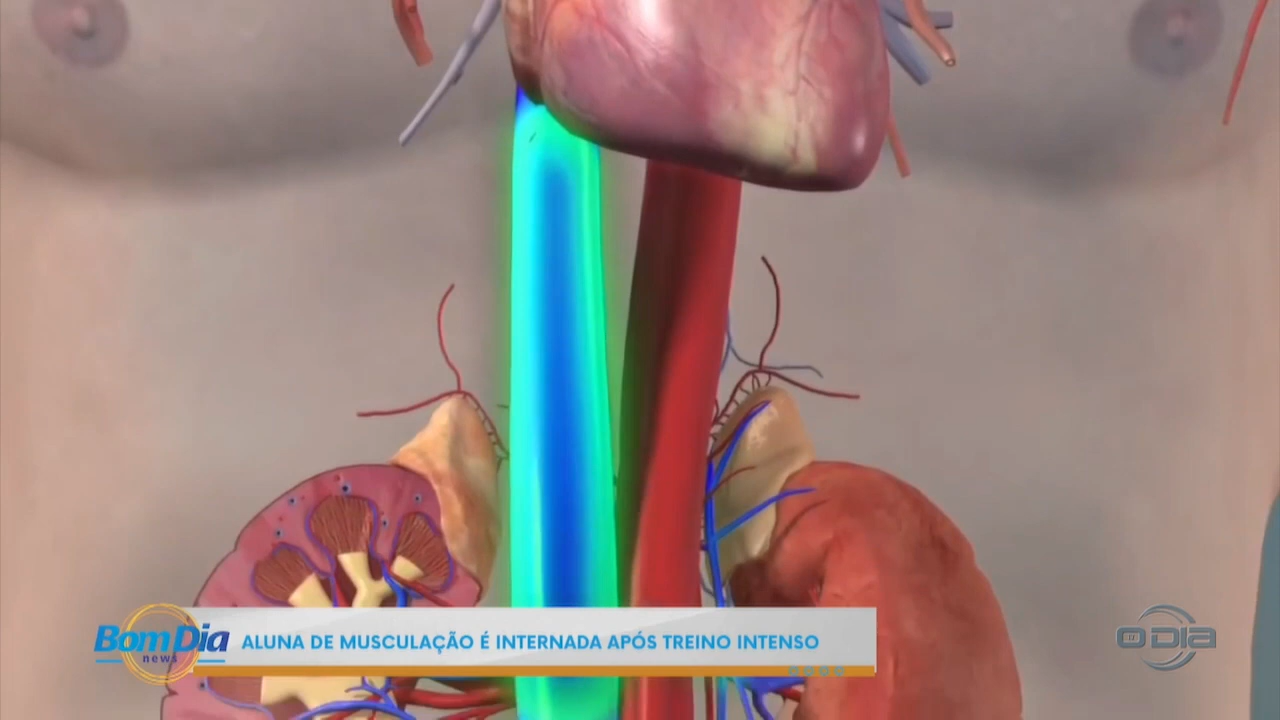 Bom Dia
news
ALUNA DE MUSCULAÇÃO É INTERNADA APÓS TREINO INTENSO
O DIA